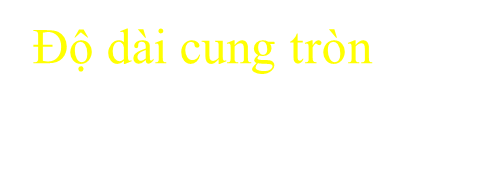 Độ dài cung tròn